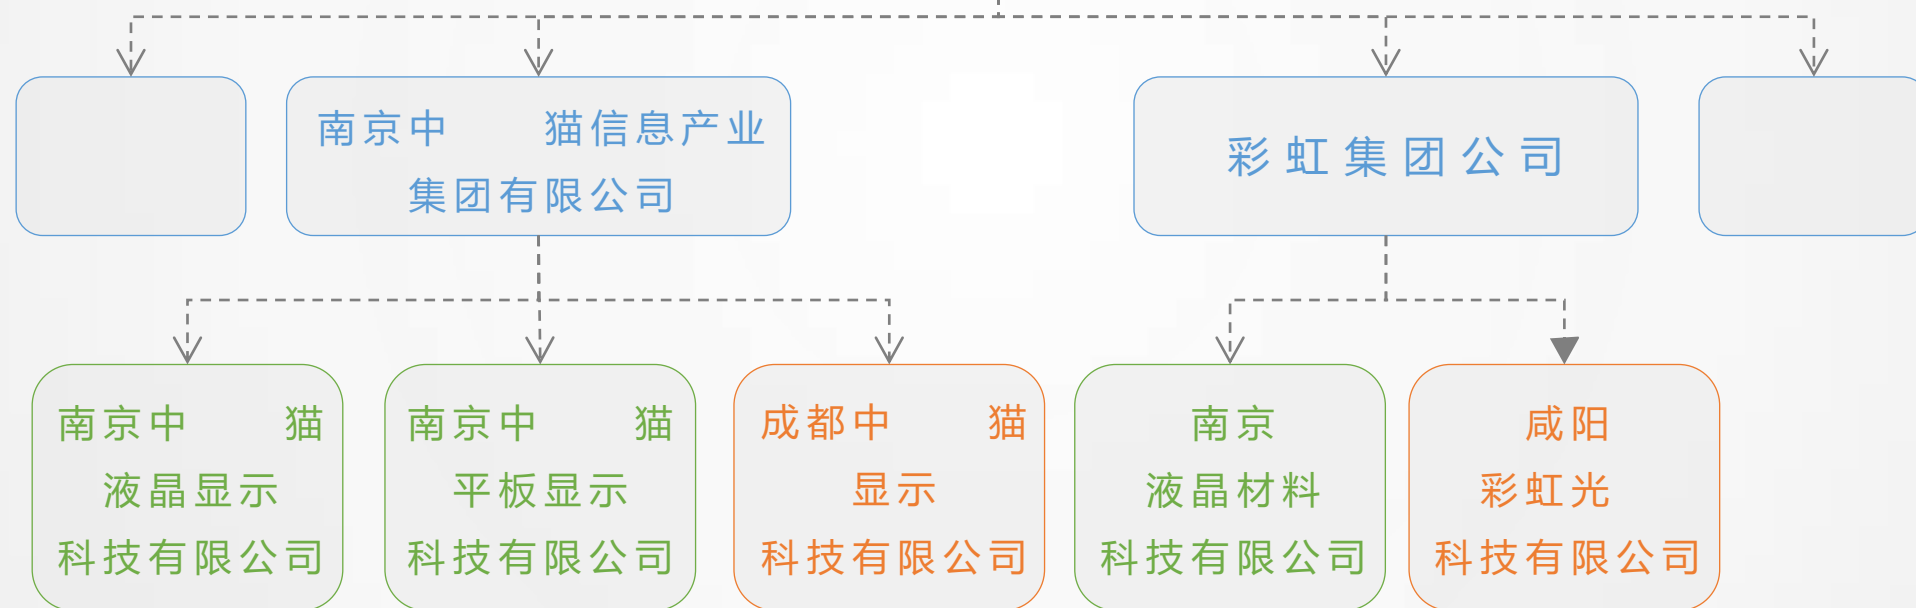 南京中 猫信息产业
集团有限公司
彩虹集团公司
南京中 猫
液晶显示
科技有限公司
南京中 猫
平板显示
科技有限公司
成都中 猫
显示
科技有限公司
南京
液晶材料
科技有限公司
咸阳
彩虹光
科技有限公司